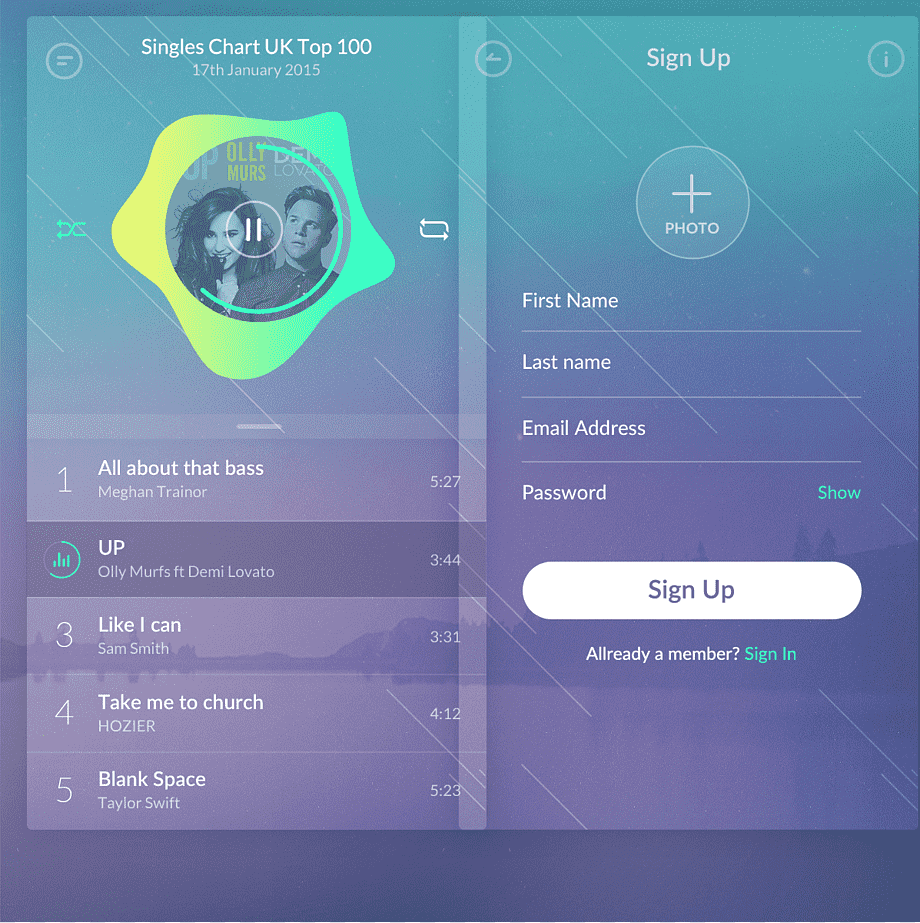 Singles Chart UK Top 100
17th January 2015
UP
OLLY
MURS
DEMI
LOVATO
1
All about that bass
Meghan Trainor
5:27
UP
Olly Murfs ft Demi Lovato
3:44
3
Like I can
Sam Smith
3:31
4
Take me to church
HOZIER
4:12
5
Blank Space
Taylor Swift
5:23
Sign Up
i
PHOTO
First Name
Last name
Email Address
Password
Show
Sign Up
Allready a member? Sign In